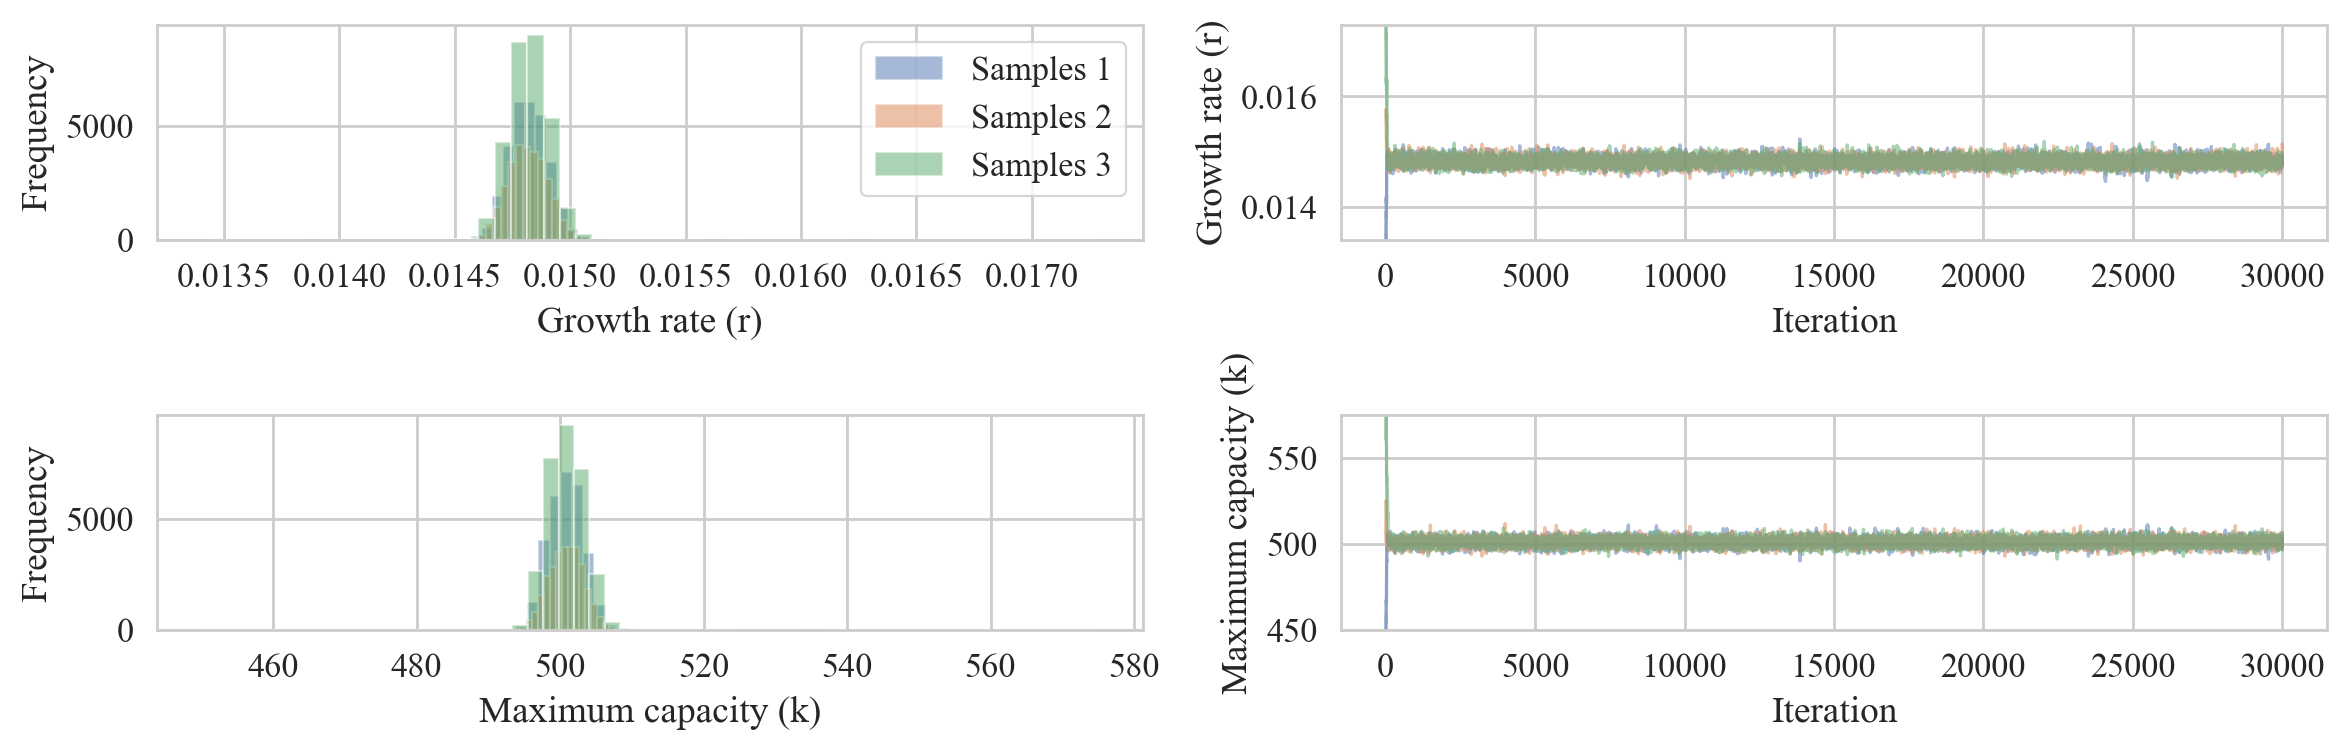 Frequency
5000
0
Samples 1
Samples 2
Samples 3
0.0135 0.0140 0.0145 0.0150 0.0155 0.0160 0.0165 0.0170
Growth rate (r)
Growth rate (r)
0.016
0.014
0 5000 10000 15000 20000 25000 30000
Iteration
Frequency
5000
0
460 480 500 520 540 560 580
Maximum capacity (k)
Maximum capacity (k)
550
500
450
0 5000 10000 15000 20000 25000 30000
Iteration